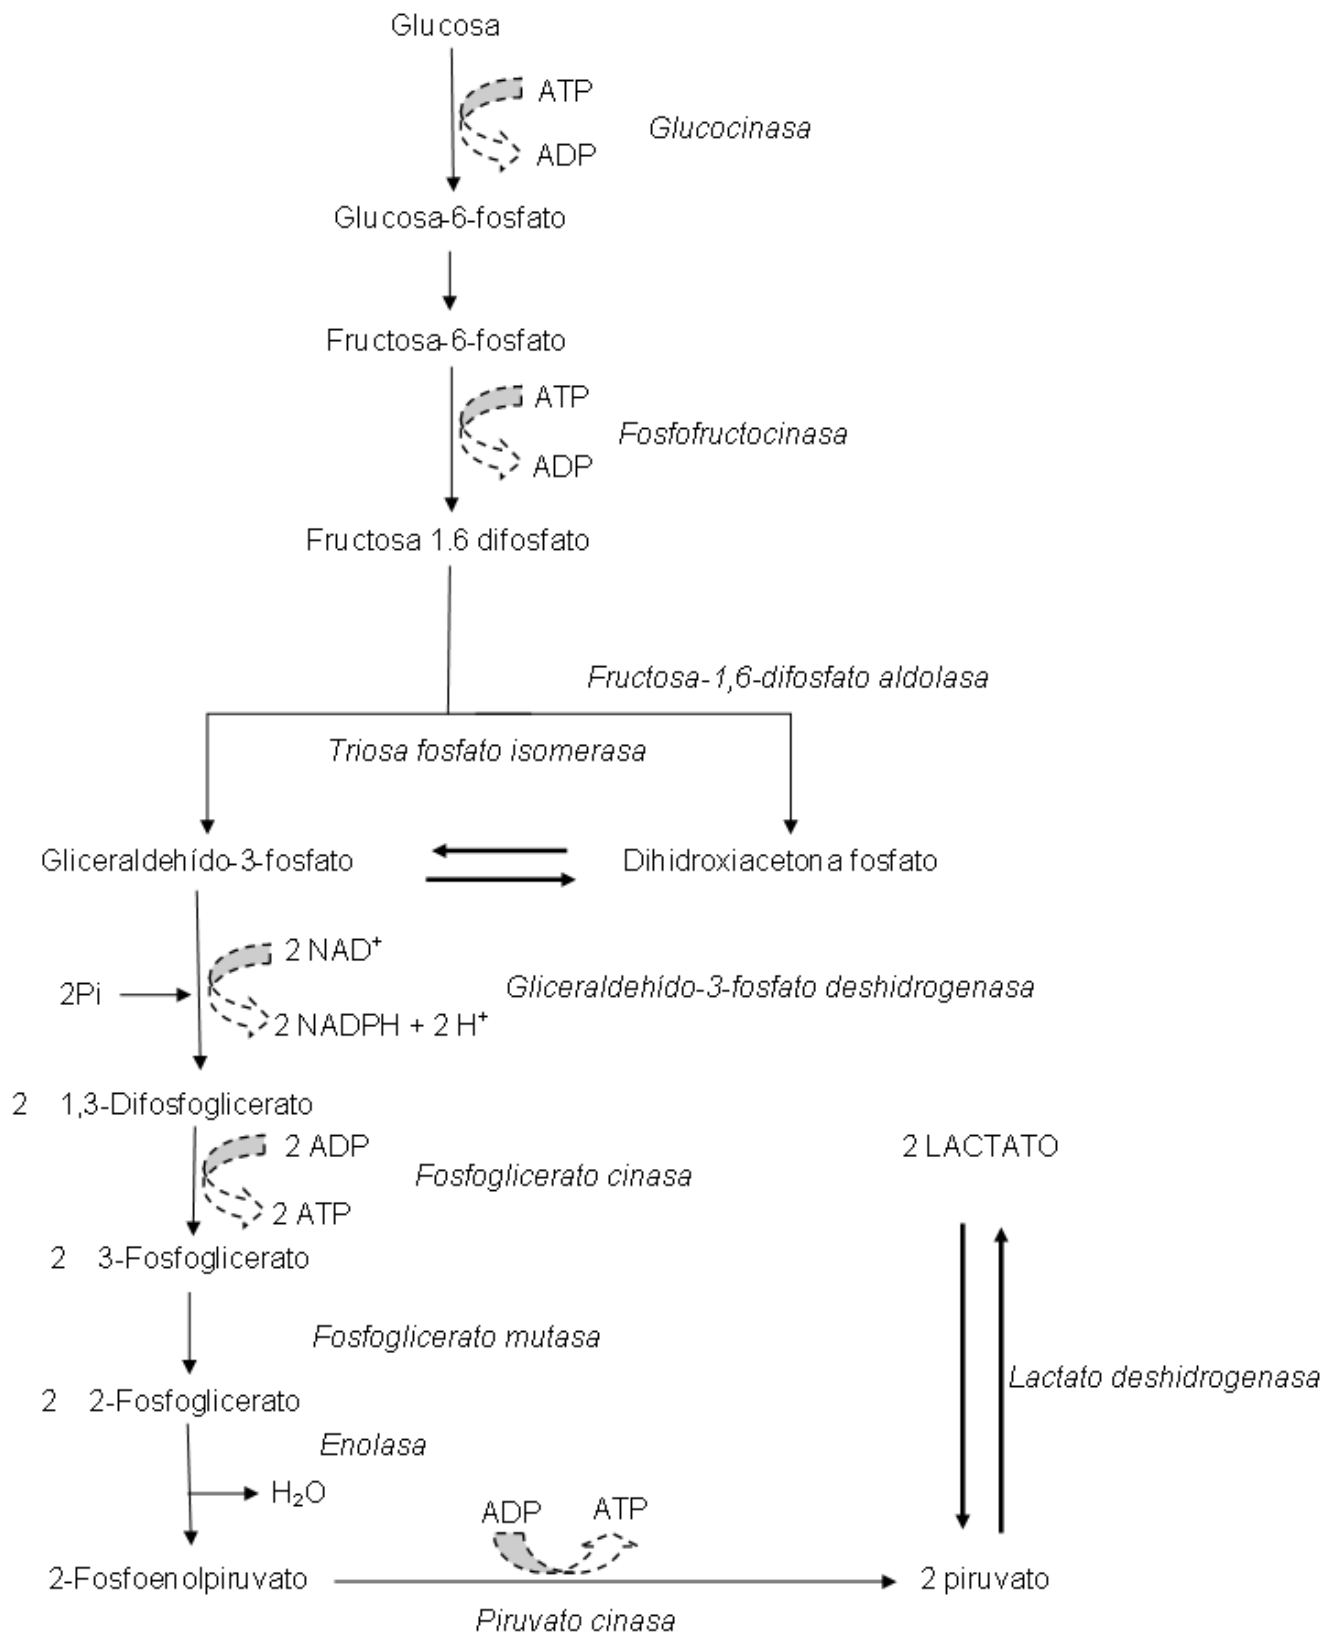 Glucosa
ATP
Glucocinasa
ADP
Glucosa-6-fosfato
Fructosa-6-fosfato
ATP
Fosfofructocinasa
ADP
Fructosa 1.6 difosfato
Fructosa-1,6-difosfato aldolasa
Triosa fosfato isomerasa
Gliceraldehído-3-fosfato
Dihidroxiacetona fosfato
2 NAD⁺
2Pi
Gliceraldehído-3-fosfato deshidrogenasa
2 NADPH + 2 H⁺
2 1,3-Difosfoglicerato
2 ADP
2 LACTATO
Fosfoglicerato cinasa
2 ATP
2 3-Fosfoglicerato
Fosfoglicerato mutasa
Lactato deshidrogenasa
2 2-Fosfoglicerato
Enolasa
H₂O
ADP
ATP
2-Fosfoenolpiruvato
2 piruvato
Piruvato cinasa